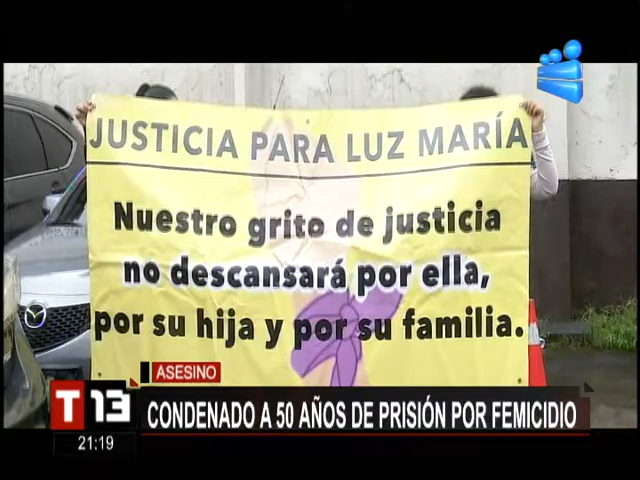 JUSTICIA PARA LUZ MARÍA
Nuestro grito de justicia
no descansará por ella,
por su hija y por su familia.
ASESINO
T13
CONDENADO A 50 AÑOS DE PRISIÓN POR FEMICIDIO
21:19